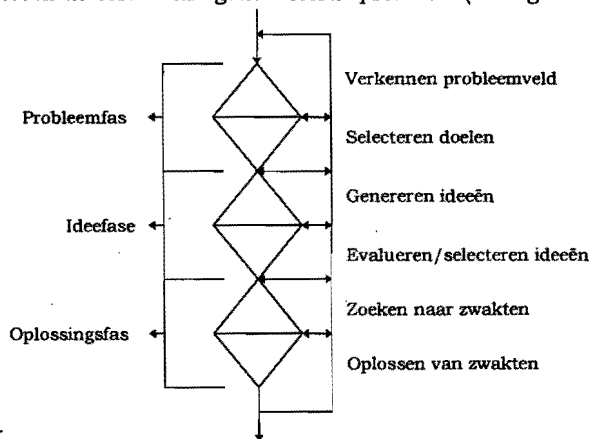 Verkennen probleemveld
Probleemfas
Selecteren doelen
Genereren ideeën
Ideefase
Evalueren/selecteren ideeën
Zoeken naar zwakten
Oplossingsfas
Oplossen van zwakten